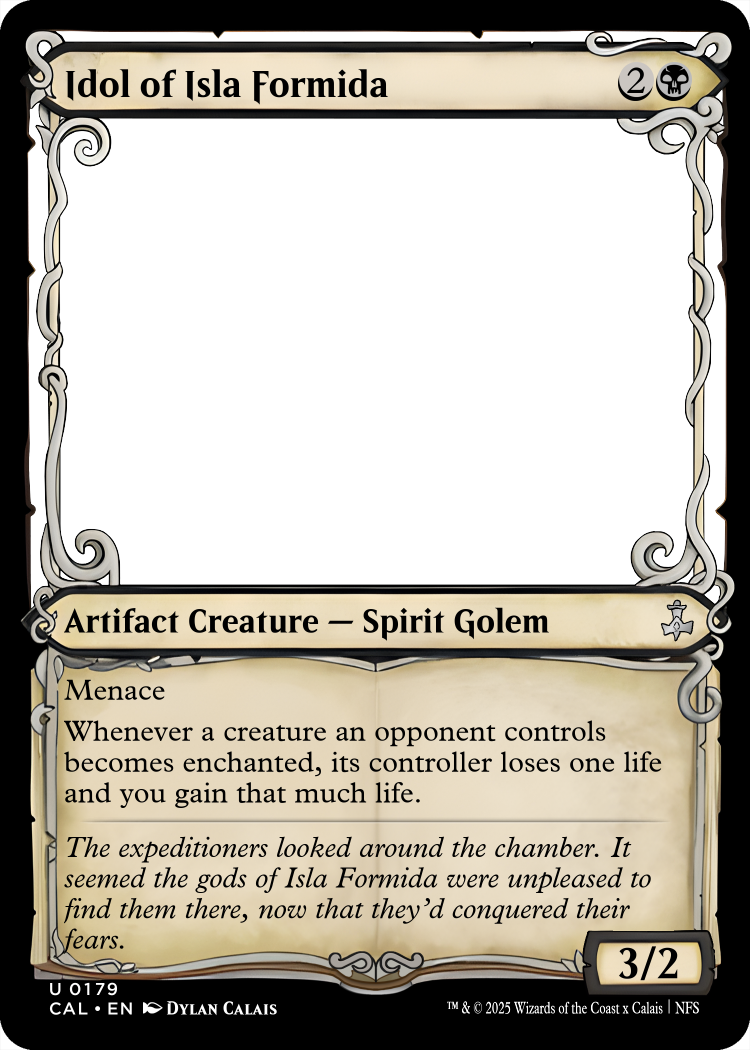 Idol of Isla Formida
2
Artifact Creature — Spirit Golem
Menace
Whenever a creature an opponent controls
becomes enchanted, its controller loses one life
and you gain that much life.
The expeditioners looked around the chamber. It
seemed the gods of Isla Formida were unpleased to
find them there, now that they’d conquered their
fears.
3/2
U 0179
CAL • EN Dylan Calais
™ & © 2025 Wizards of the Coast x Calais | NFS